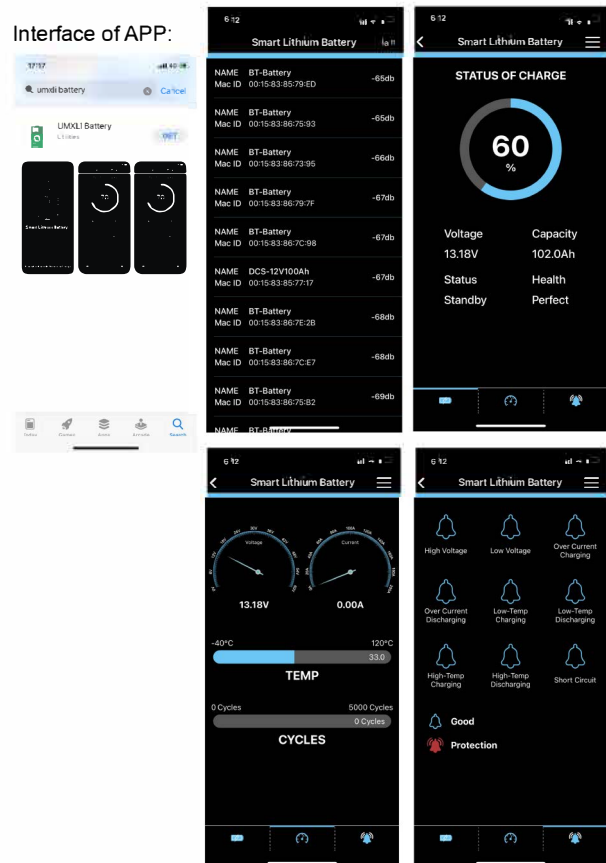 Interface of APP:
17:17
umxli battery
Cancel
UMXLI Battery
Utilities
GET
Smart Lithium Battery
Games
Apps
Arcade
Search
6:12
Smart Lithium Battery
NAME BT-Battery
Mac ID 00:15:83:85:79:ED
-65db
NAME BT-Battery
Mac ID 00:15:83:86:75:93
-65db
NAME BT-Battery
Mac ID 00:15:83:86:73:95
-66db
NAME BT-Battery
Mac ID 00:15:83:86:79:7F
-67db
NAME BT-Battery
Mac ID 00:15:83:86:7C:98
-67db
NAME DCS-12V100Ah
Mac ID 00:15:83:85:77:17
-67db
NAME BT-Battery
Mac ID 00:15:83:86:7E:2B
-68db
NAME BT-Battery
Mac ID 00:15:83:86:7C:E7
-68db
NAME BT-Battery
Mac ID 00:15:83:86:75:B2
-69db
NAME BT-Battery
6:12
Smart Lithium Battery
STATUS OF CHARGE
60
%
Voltage Capacity
13.18V 102.0Ah
Status Health
Standby Perfect
6:12
Smart Lithium Battery
Voltage Current
13.18V 0.00A
-40°C 120°C
33.0
TEMP
0 Cycles 5000 Cycles
0 Cycles
CYCLES
6:12
Smart Lithium Battery
High Voltage Low Voltage Over Current
Charging
Over Current Low-Temp Low-Temp
Discharging Charging Discharging
High-Temp High-Temp Short Circuit
Charging Discharging
Good
Protection